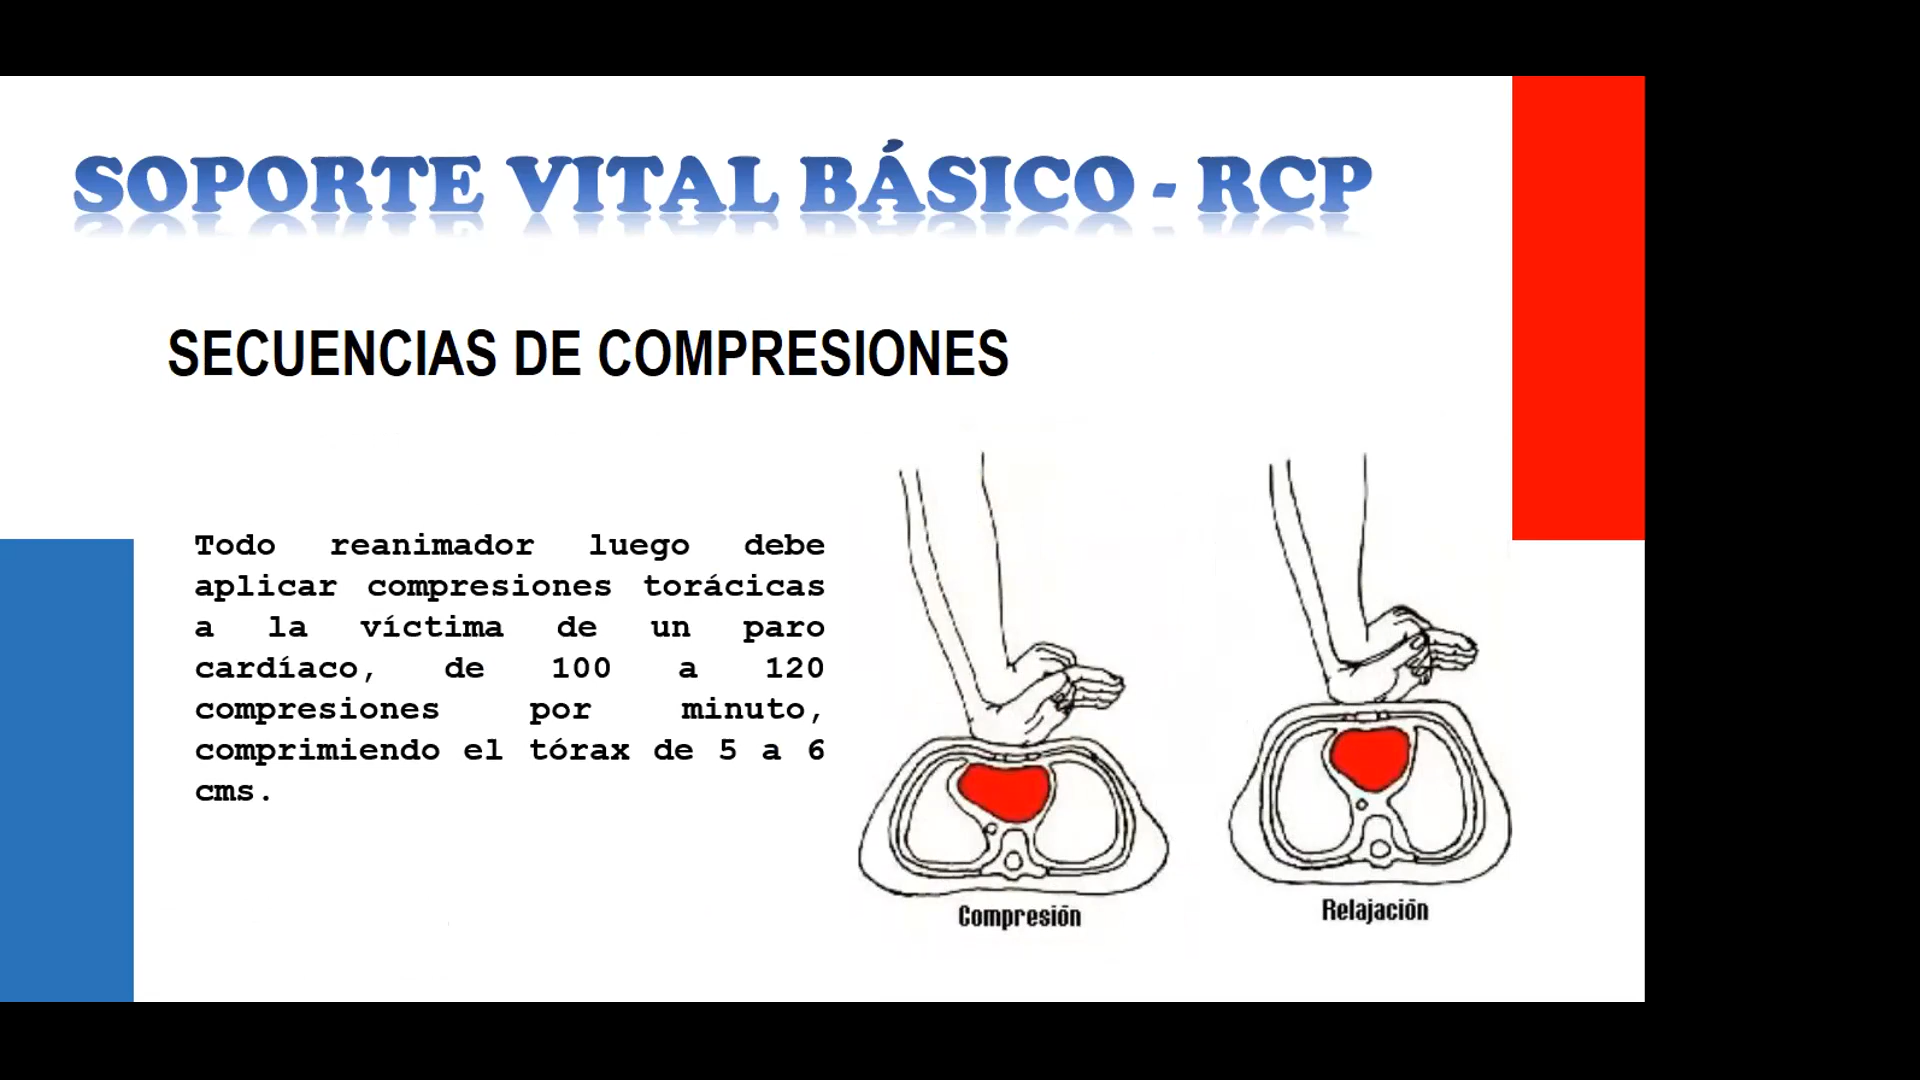 SOPORTE VITAL BÁSICO - RCP
SECUENCIAS DE COMPRESIONES
Todo reanimador luego debe
aplicar compresiones torácicas
a la víctima de un paro
cardíaco, de 100 a 120
compresiones por minuto,
comprimiendo el tórax de 5 a 6
cms.
Compresión
Relajación